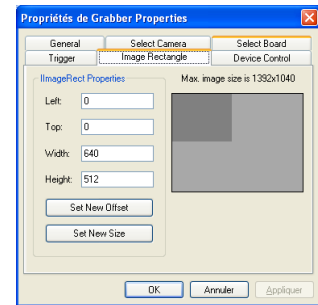 Propriétés de Grabber Properties
General Select Camera Select Board
Trigger Image Rectangle Device Control
IImageRect Properties
Max. image size is 1392x1040
Left: 0
Top: 0
Width: 640
Height: 512
Set New Offset
Set New Size
OK Annuler Appliquer